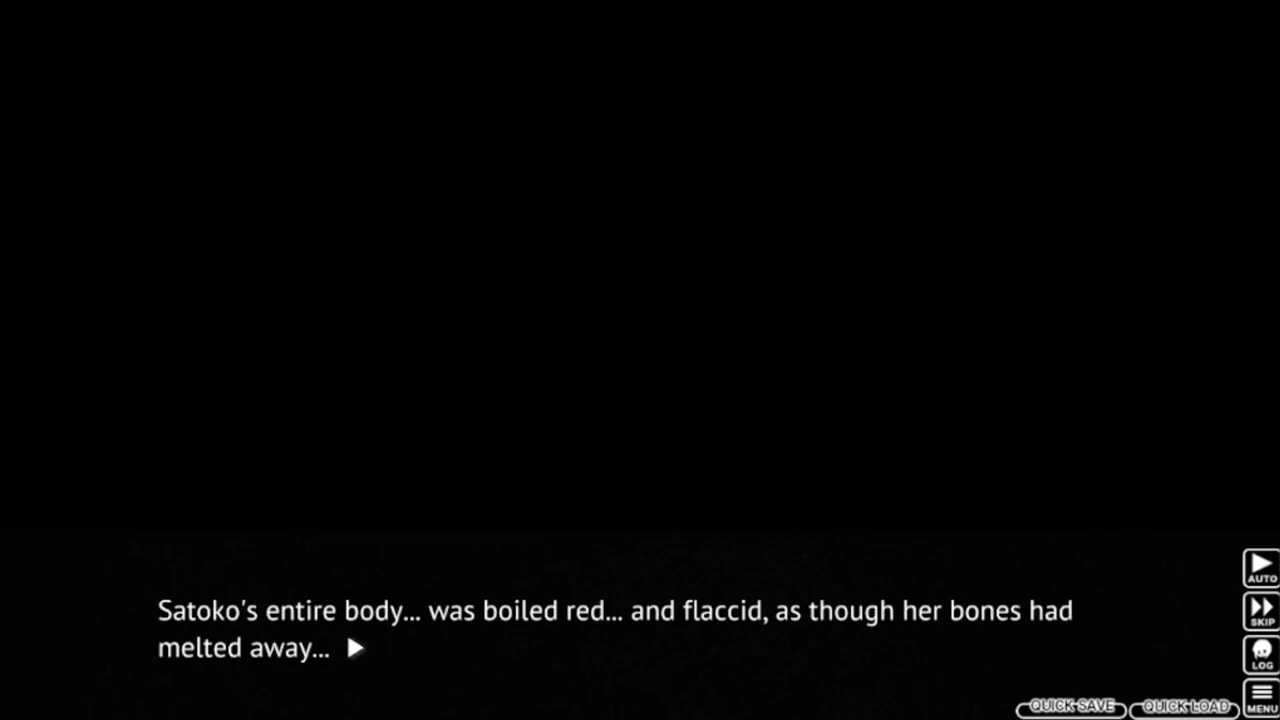 Satoko's entire body... was boiled red... and flaccid, as though her bones had
melted away...
AUTO
SKIP
LOG
MENU
QUICK SAVE
QUICK LOAD